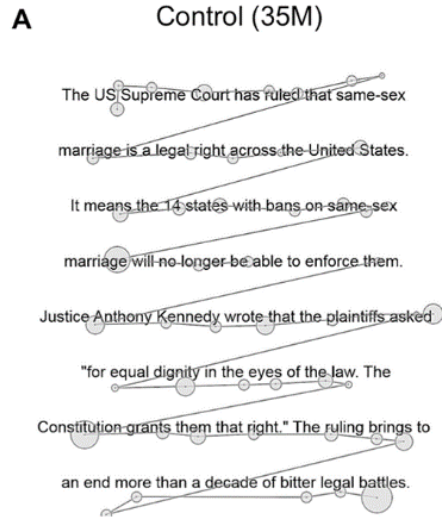 A
Control (35M)
The US Supreme Court has ruled that same-sex
marriage is a legal right across the United States.
It means the 14 states with bans on same-sex
marriage will no longer be able to enforce them.
Justice Anthony Kennedy wrote that the plaintiffs asked
"for equal dignity in the eyes of the law. The
Constitution grants them that right." The ruling brings to
an end more than a decade of bitter legal battles.